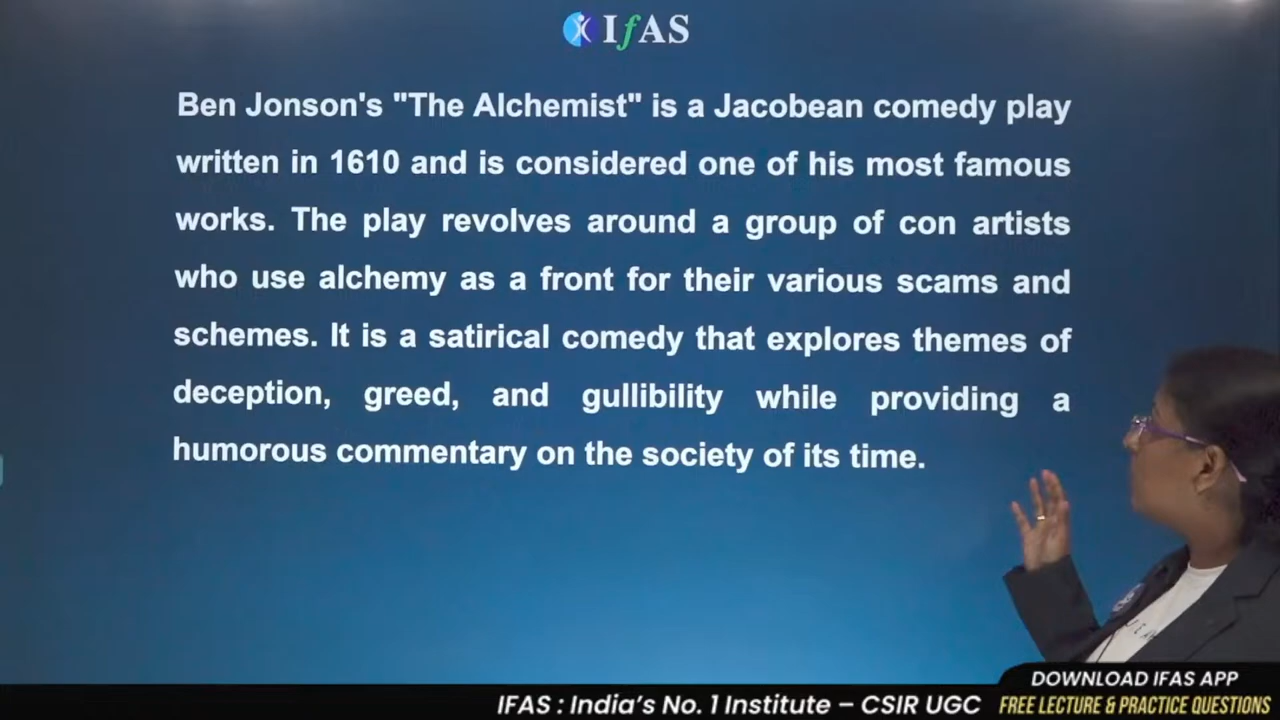 IfAS
Ben Jonson's "The Alchemist" is a Jacobean comedy play
written in 1610 and is considered one of his most famous
works. The play revolves around a group of con artists
who use alchemy as a front for their various scams and
schemes. It is a satirical comedy that explores themes of
deception, greed, and gullibility while providing a
humorous commentary on the society of its time.
DOWNLOAD IFAS APP
IFAS : India's No. 1 Institute – CSIR UGC
FREE LECTURE & PRACTICE QUESTIONS